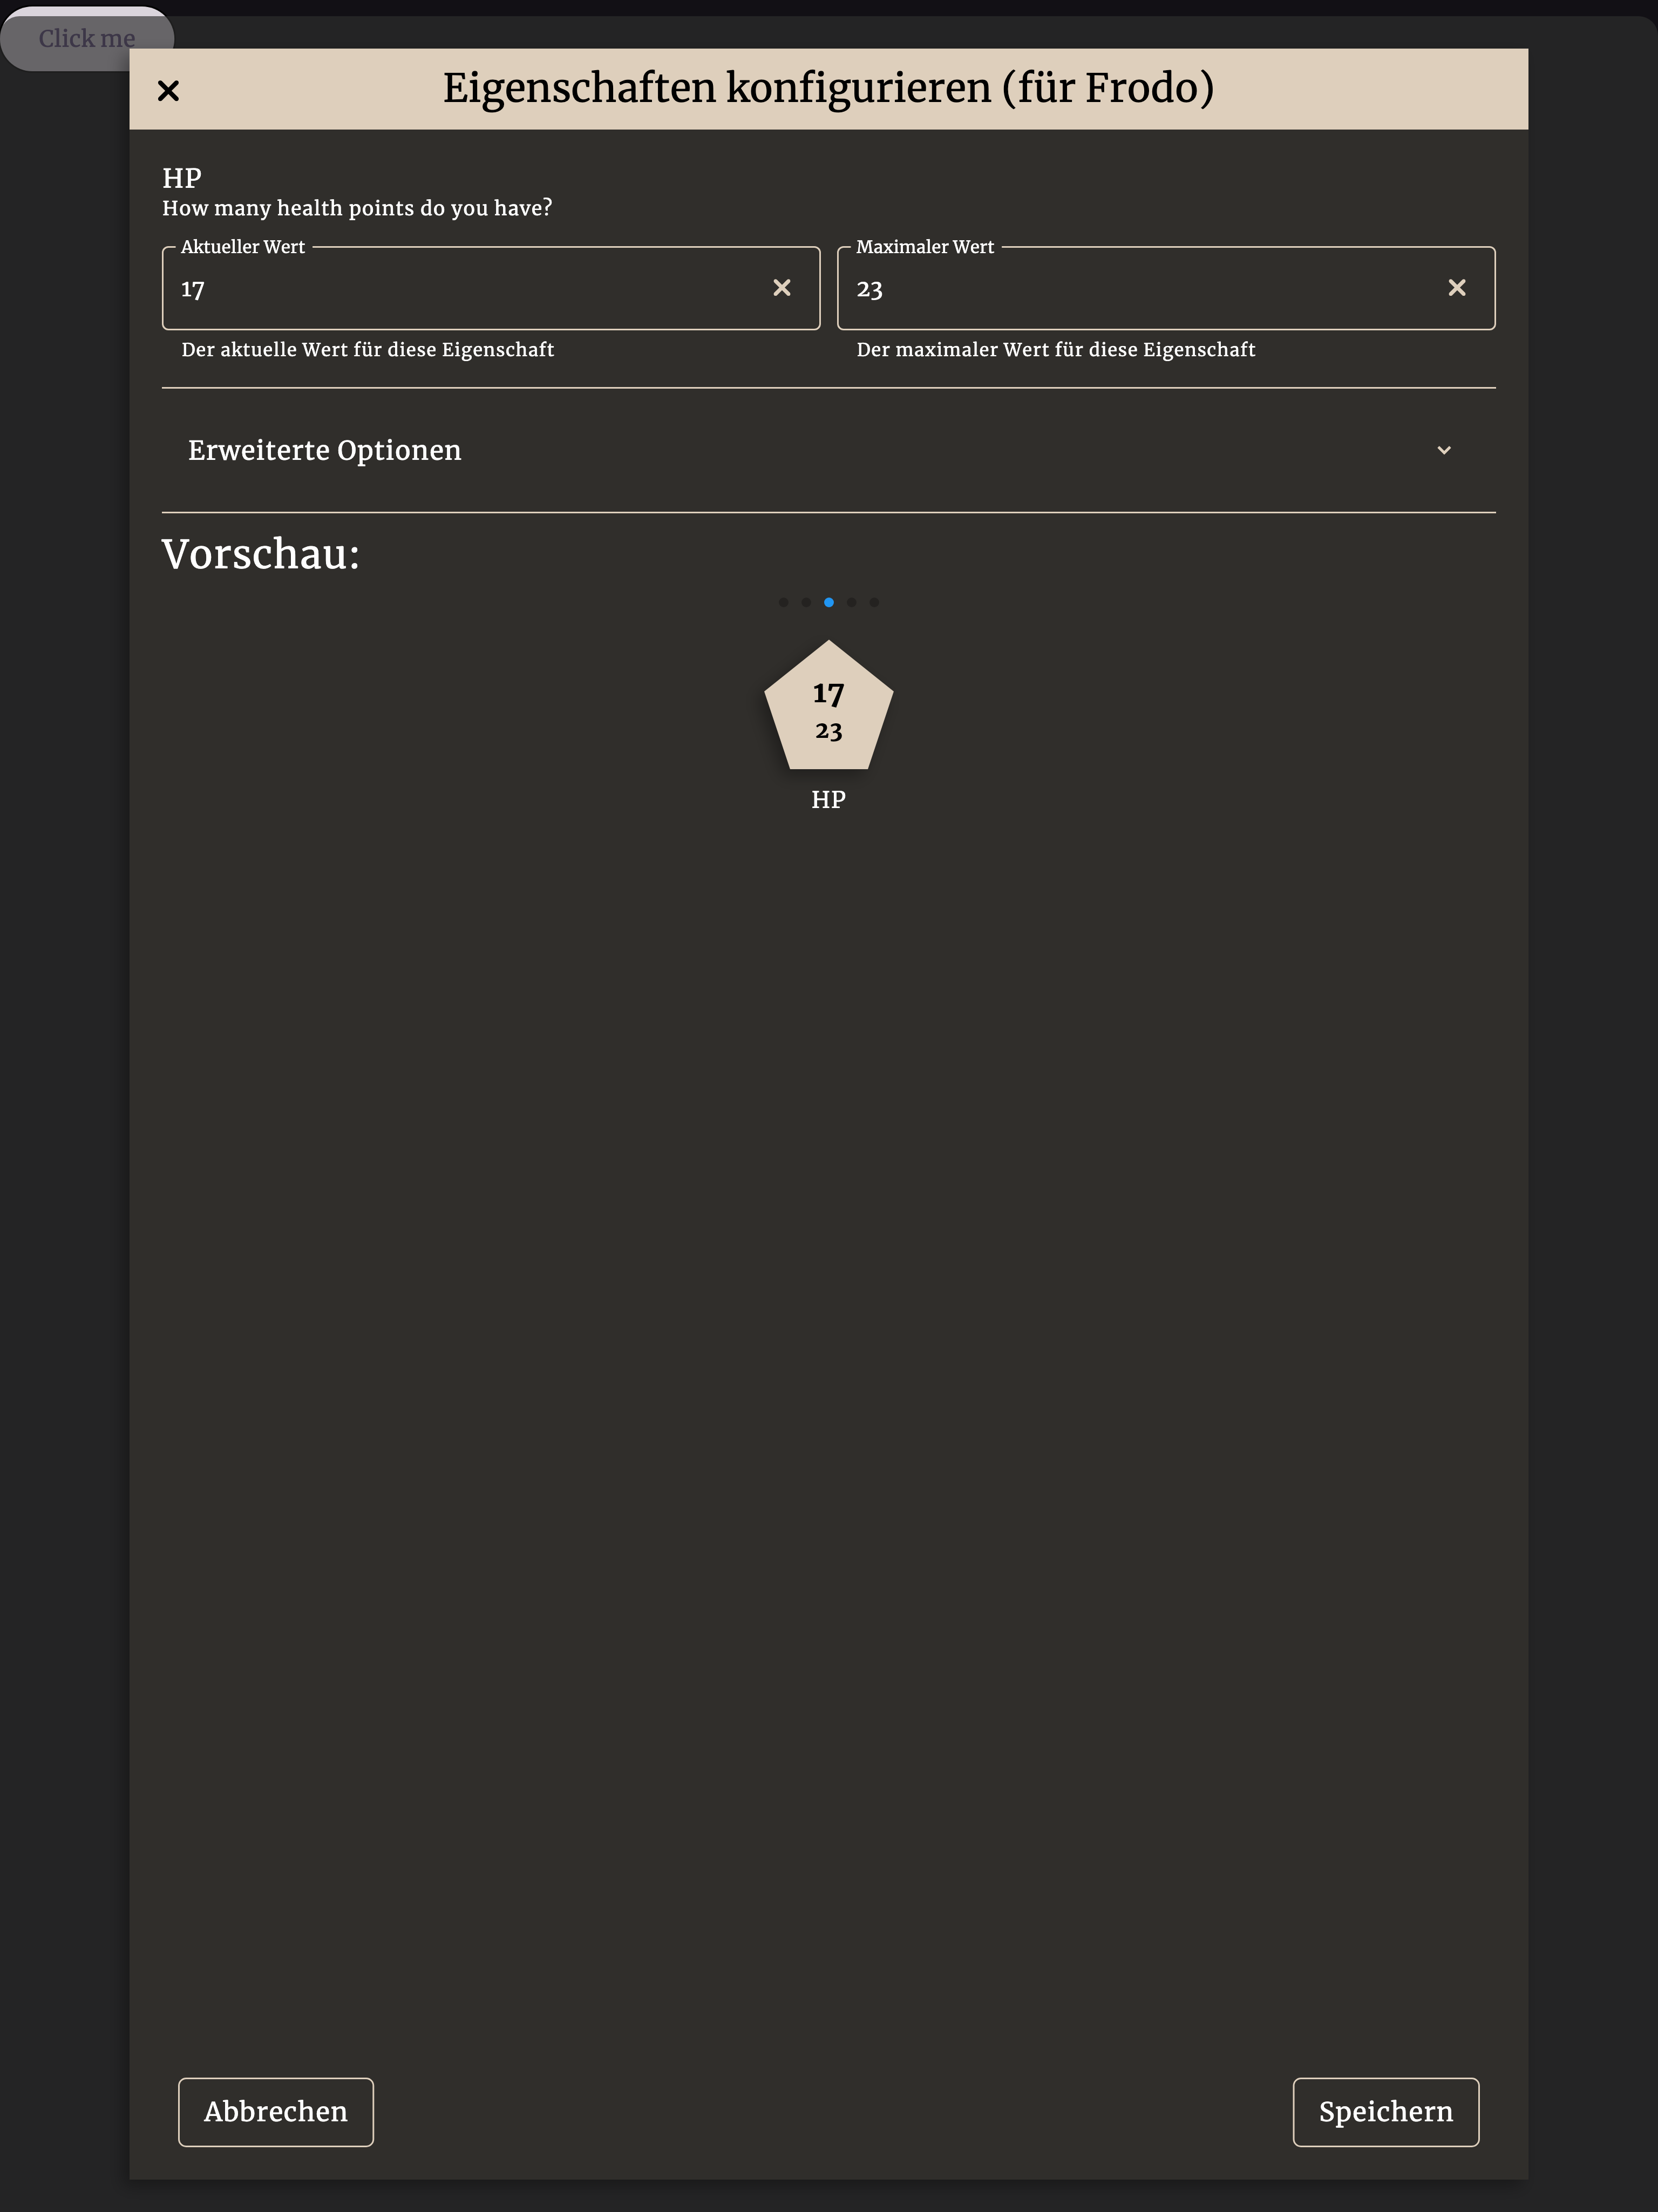 Click me
Eigenschaften konfigurieren (für Frodo)
HP
How many health points do you have?
Aktueller Wert
17
Der aktuelle Wert für diese Eigenschaft
Maximaler Wert
23
Der maximaler Wert für diese Eigenschaft
Erweiterte Optionen
Vorschau:
17
23
HP
Abbrechen
Speichern